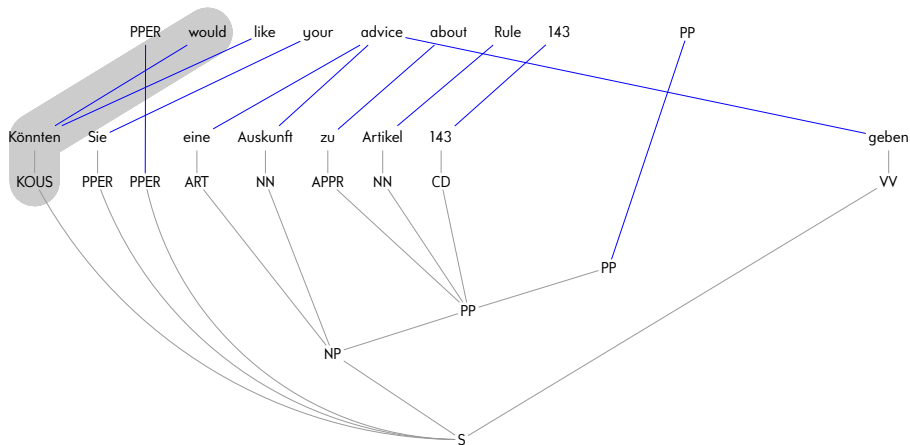 PPER would like your advice about Rule 143 PP
Könnten Sie eine Auskunft zu Artikel 143 geben
KOUS PPER PPER ART NN APPR NN CD VV
PP
PP
NP
S